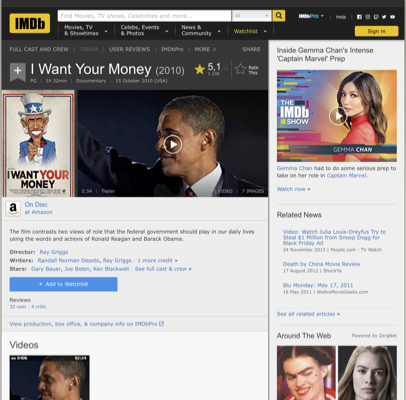 IMDb
Find Movies, TV shows, Celebrities and more...
All
IMDbPro
Help
Movies, TV & Showtimes
Celebs, Events & Photos
News & Community
Watchlist
Sign in
FULL CAST AND CREW | TRIVIA | USER REVIEWS | IMDbPro | MORE
SHARE
I Want Your Money (2010)
5,1
Rate This
PG | 1h 32min | Documentary | 15 October 2010 (USA)
I WANT YOUR MONEY
2:34 | Trailer
1 VIDEO | 7 IMAGES
On Disc
at Amazon
The film contrasts two views of role that the federal government should play in our daily lives
using the words and actions of Ronald Reagan and Barack Obama.
Director: Ray Griggs
Writers: Randall Norman Desoto, Ray Griggs | 1 more credit »
Stars: Gary Bauer, Joe Biden, Ken Blackwell | See full cast & crew »
+ Add to Watchlist
Reviews
32 user | 4 critic
View production, box office, & company info on IMDbPro
Videos
Inside Gemma Chan's Intense
'Captain Marvel' Prep
THE IMDb SHOW
GEMMA CHAN
Gemma Chan had to do some serious prep to
take on her role in Captain Marvel.
Watch now »
Related News
Video: Watch Julia Louis-Dreyfus Try to
Steal $1 Million from Snoop Dogg for
Black Friday Ad
24 November 2015 | People.com - TV Watch
Death by China Movie Review
17 August 2012 | ShockYa
Blu Monday: May 17, 2011
16 May 2011 | WeAreMovieGeeks.com
See all related articles »
Around The Web
Powered by ZergNet